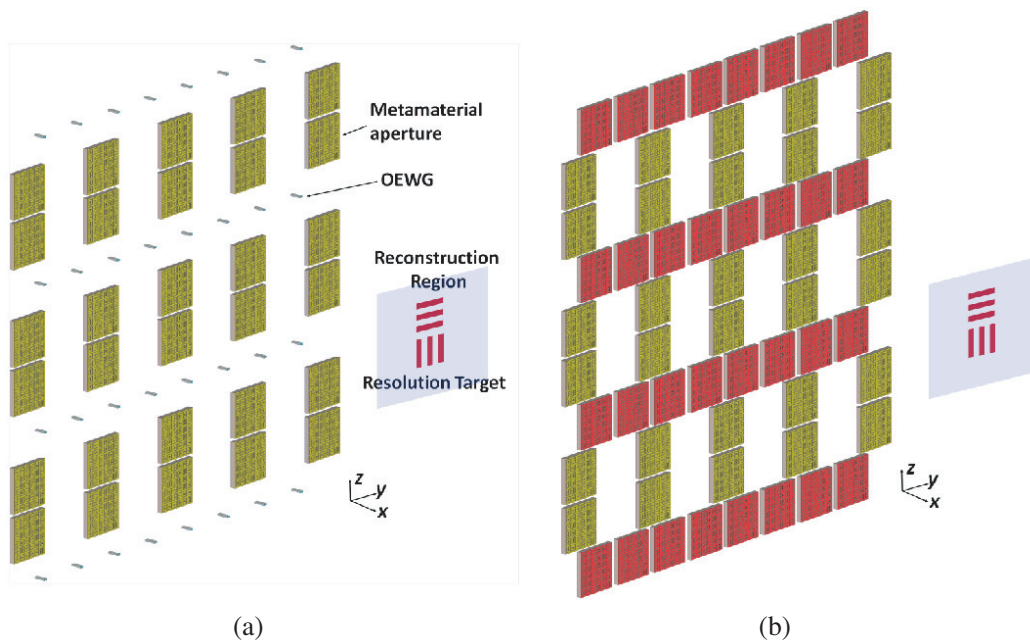 Metamaterial
aperture
OEWG
Reconstruction
Region
Resolution Target
z
y
x
z
y
x
(a)
(b)